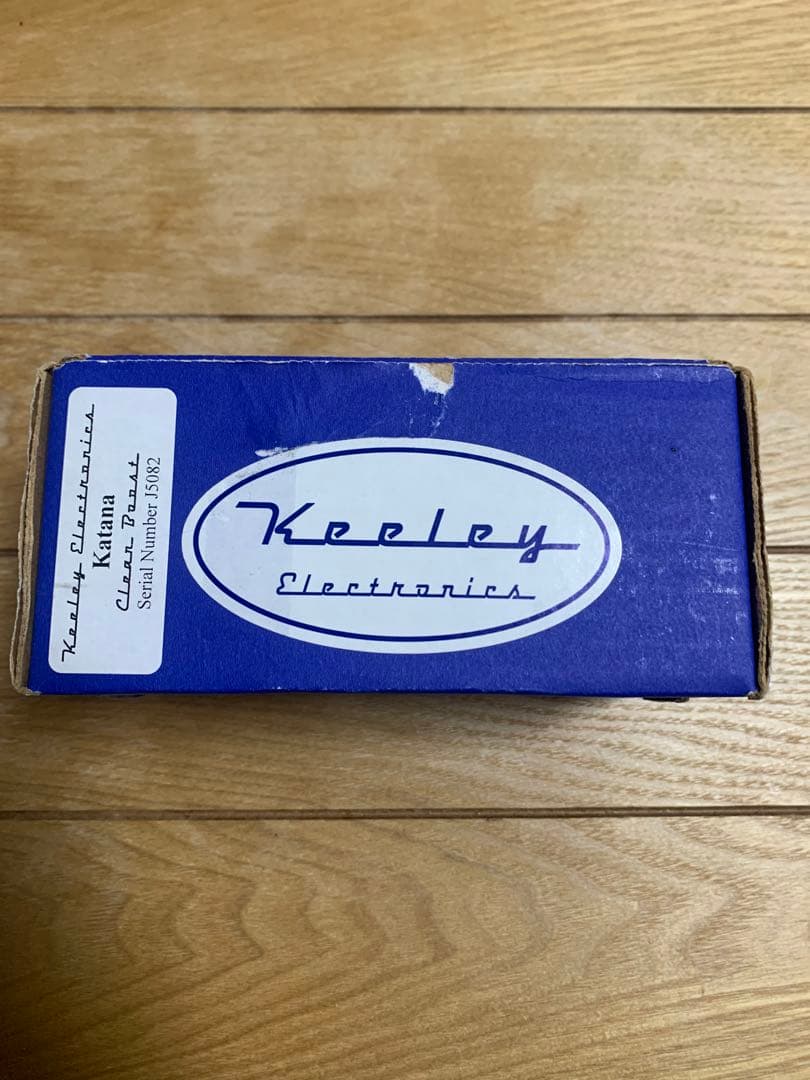 Keeley Electronics
Katana
Clean Boost
Serial Number J5082
Keeley
Electronics